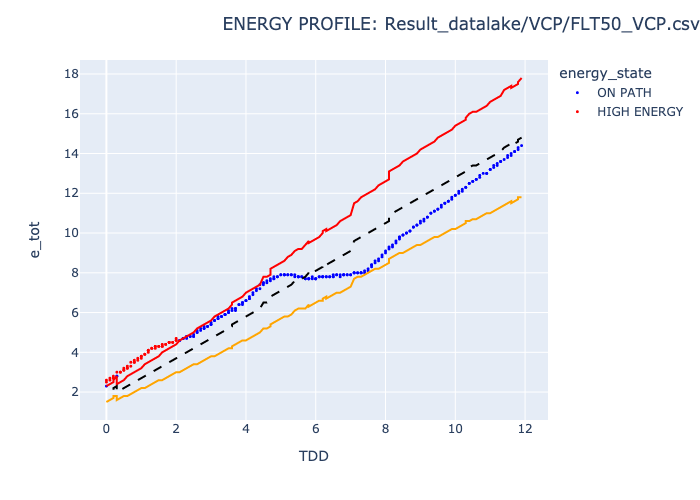 ENERGY PROFILE: Result_datalake/VCP/FLT50_VCP.csv
energy_state
ON PATH
HIGH ENERGY
18
16
14
12
10
8
6
4
2
e_tot
0 2 4 6 8 10 12
TDD